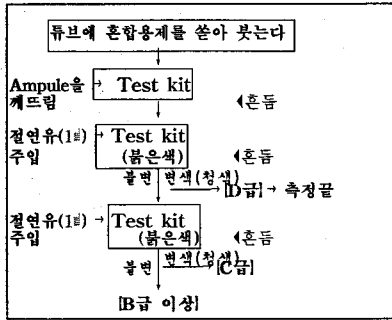 튜브에 혼합용제를 쏟아 붓는다
Ampule을 → Test kit
깨뜨림 ◀흔듬
절연유(1㎖) → Test kit
주입 (붉은색) ◀흔듬
불변 변색(청색)
[D급] → 측정끝
절연유(1㎖) → Test kit
주입 (붉은색) ◀흔듬
불변 변색(청색) [C급]
[B급 이상]